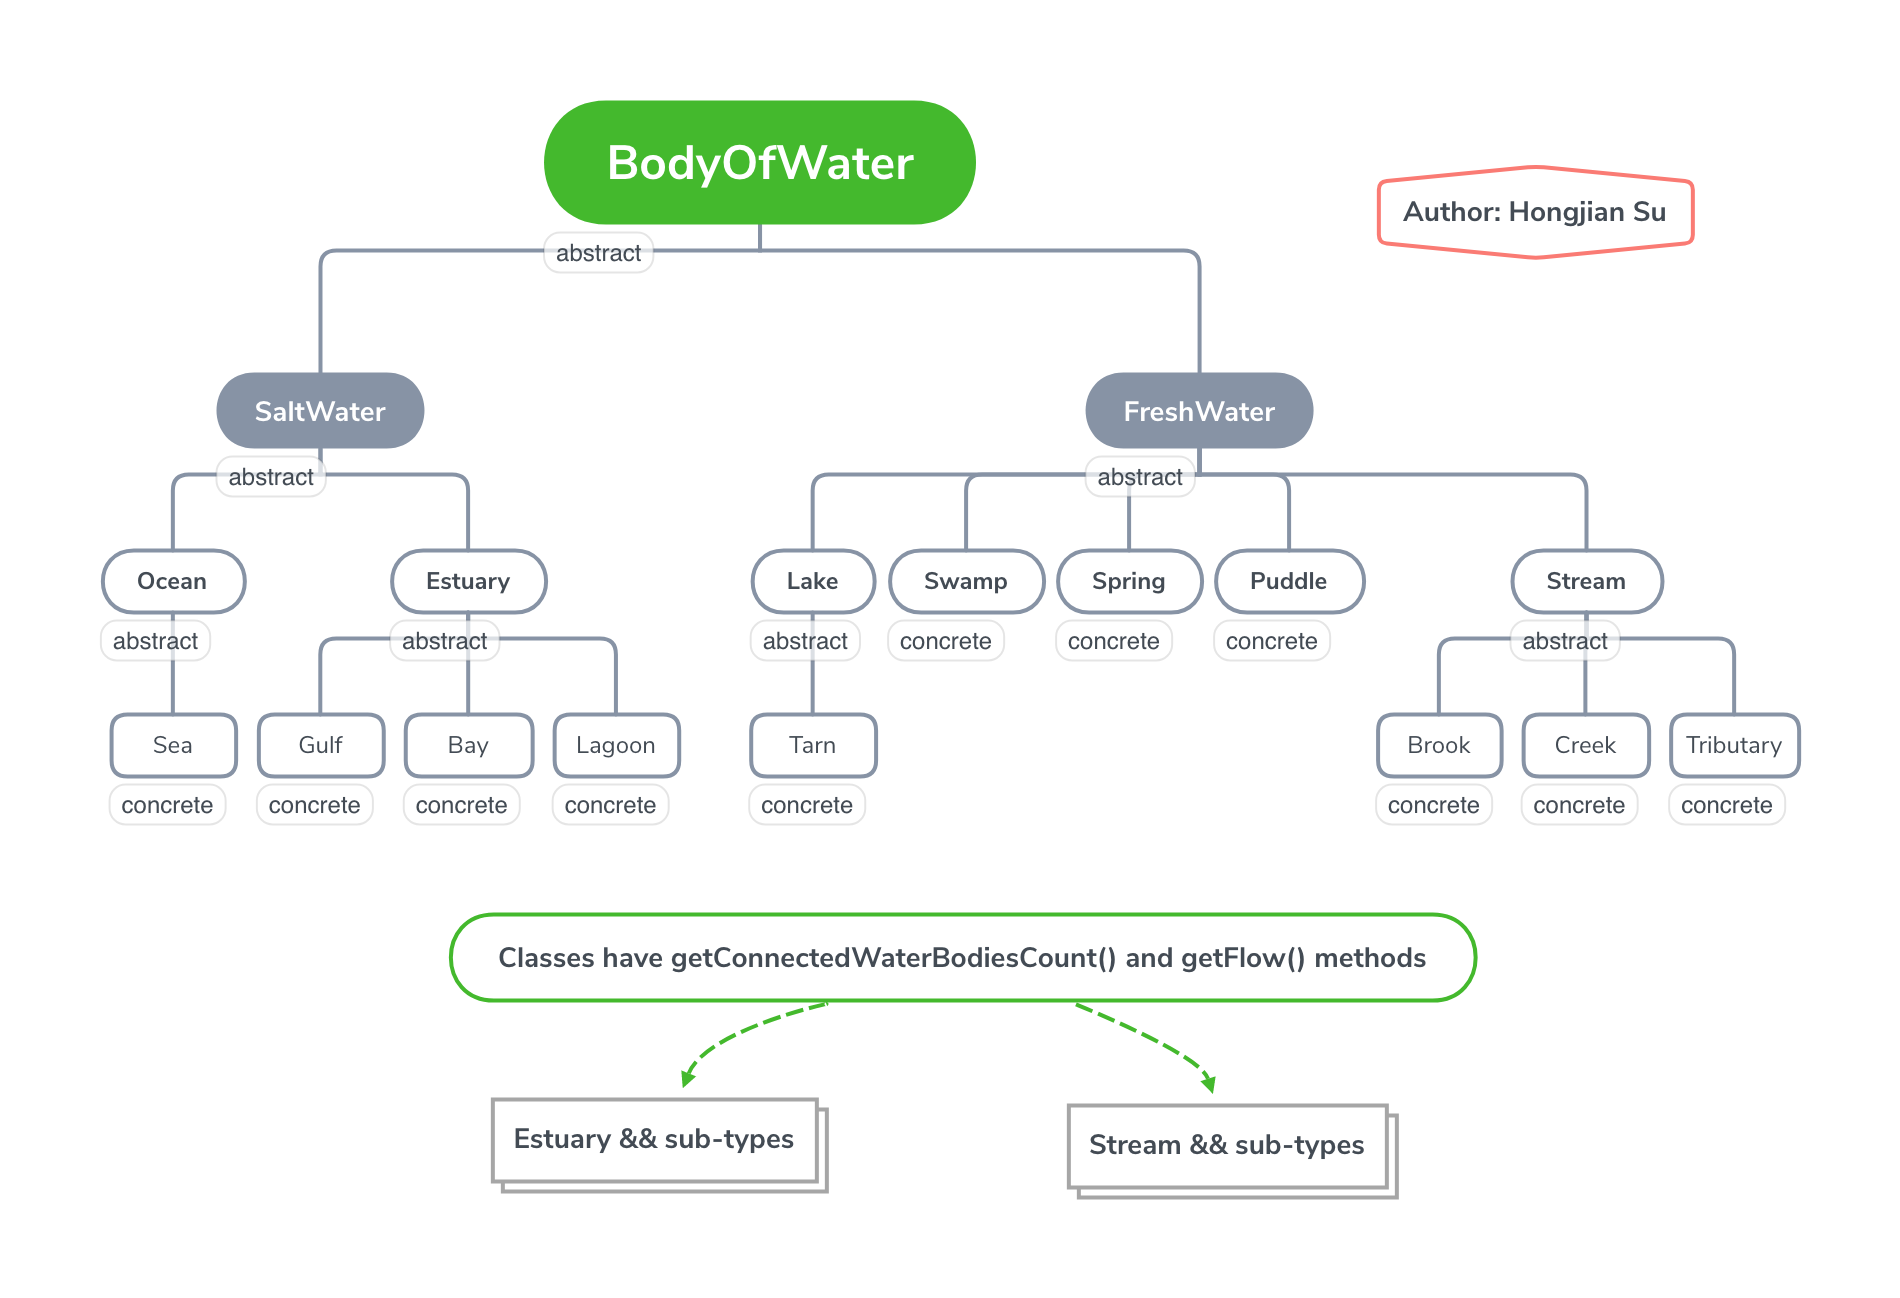 BodyOfWater
Author: Hongjian Su
abstract
SaltWater
FreshWater
abstract
abstract
Ocean
Estuary
Lake
Swamp
Spring
Puddle
Stream
abstract
abstract
abstract
concrete
concrete
concrete
abstract
Sea
Gulf
Bay
Lagoon
Tarn
Brook
Creek
Tributary
concrete
concrete
concrete
concrete
concrete
concrete
concrete
concrete
Classes have getConnectedWaterBodiesCount() and getFlow() methods
Estuary && sub-types
Stream && sub-types